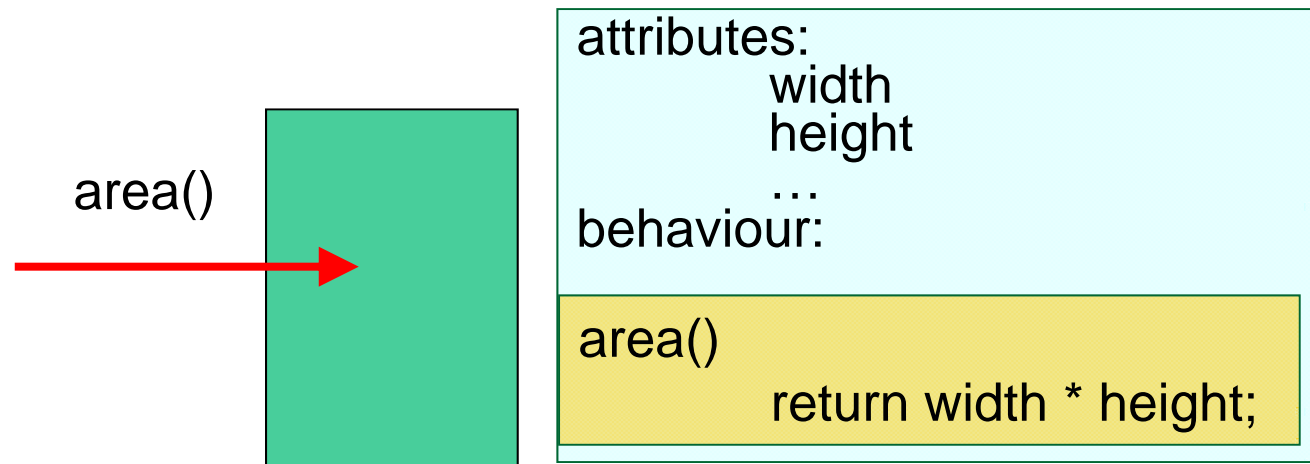 area()
attributes:
width
height
…
behaviour:
area()
return width * height;